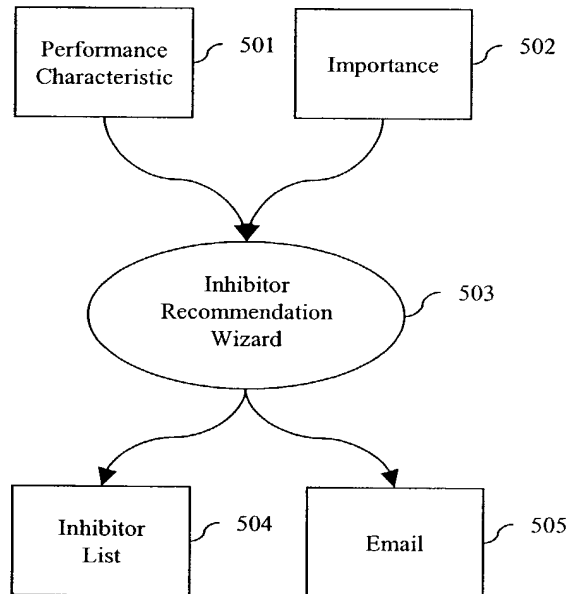 Performance
Characteristic
501
Importance
502
Inhibitor
Recommendation
Wizard
503
Inhibitor
List
504
Email
505